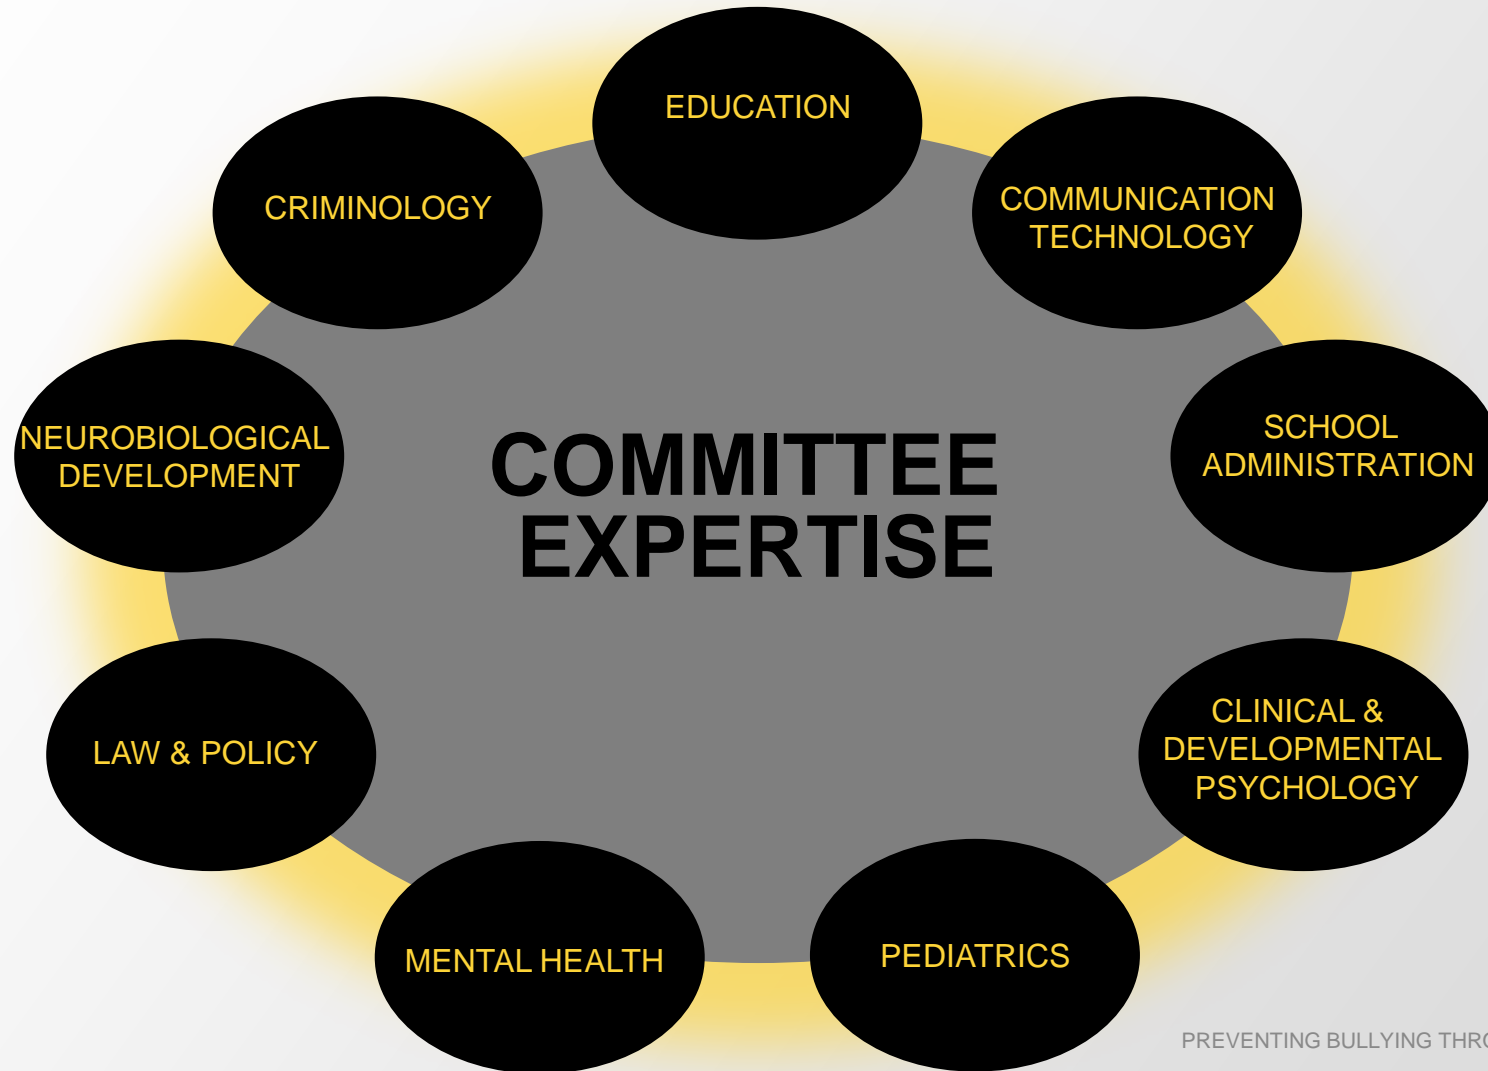 EDUCATION
CRIMINOLOGY
COMMUNICATION
TECHNOLOGY
NEUROBIOLOGICAL
DEVELOPMENT
SCHOOL
ADMINISTRATION
COMMITTEE
EXPERTISE
LAW & POLICY
CLINICAL &
DEVELOPMENTAL
PSYCHOLOGY
MENTAL HEALTH
PEDIATRICS
PREVENTING BULLYING